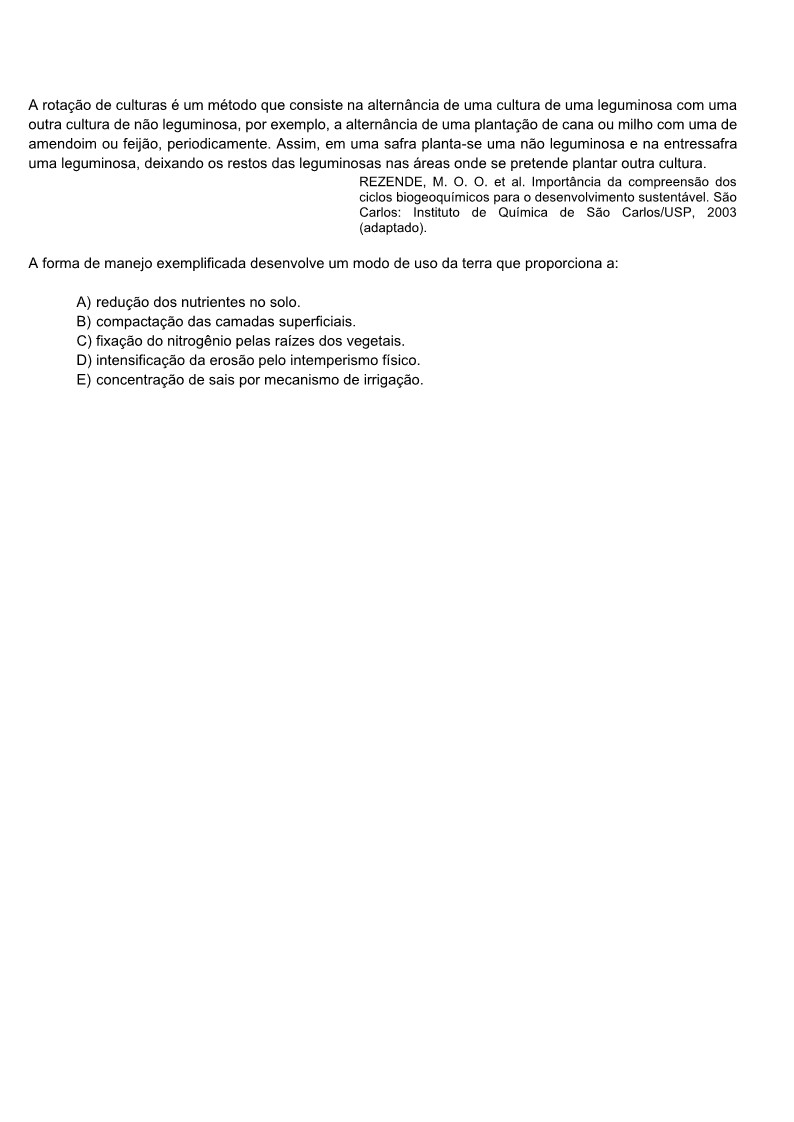 A rotação de culturas é um método que consiste na alternância de uma cultura de uma leguminosa com uma
outra cultura de não leguminosa, por exemplo, a alternância de uma plantação de cana ou milho com uma de
amendoim ou feijão, periodicamente. Assim, em uma safra planta-se uma não leguminosa e na entressafra
uma leguminosa, deixando os restos das leguminosas nas áreas onde se pretende plantar outra cultura.
REZENDE, M. O. O. et al. Importância da compreensão dos
ciclos biogeoquímicos para o desenvolvimento sustentável. São
Carlos: Instituto de Química de São Carlos/USP, 2003
(adaptado).
A forma de manejo exemplificada desenvolve um modo de uso da terra que proporciona a:
A) redução dos nutrientes no solo.
B) compactação das camadas superficiais.
C) fixação do nitrogênio pelas raízes dos vegetais.
D) intensificação da erosão pelo intemperismo físico.
E) concentração de sais por mecanismo de irrigação.